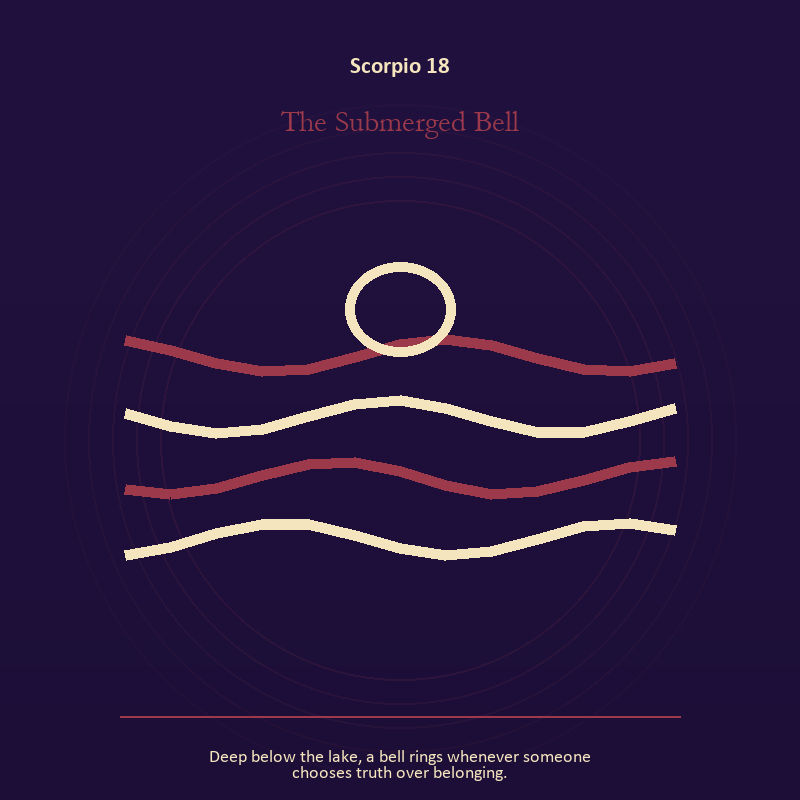 Scorpio 18
The Submerged Bell
Deep below the lake, a bell rings whenever someone
chooses truth over belonging.